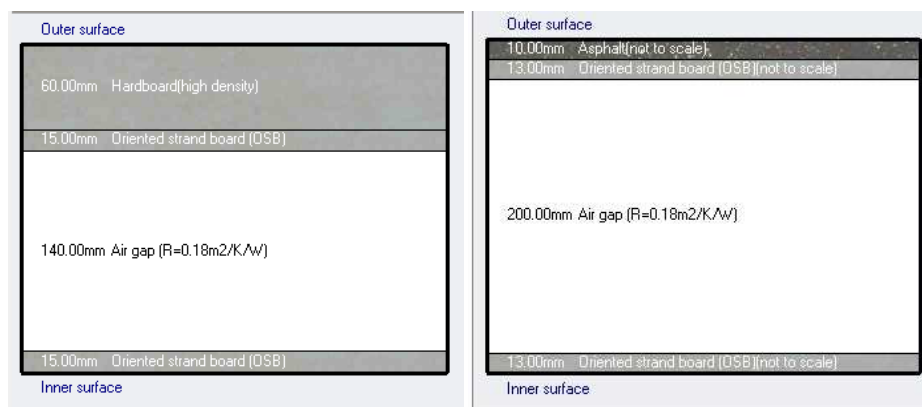 Outer surface
60.00mm Hardboard(high density)
15.00mm Oriented strand board (OSB)
140.00mm Air gap (R=0.18m2/K/W)
15.00mm Oriented strand board (OSB)
Inner surface
Outer surface
10.00mm Asphalt(not to scale)
13.00mm Oriented strand board (OSB)(not to scale)
200.00mm Air gap (R=0.18m2/K/W)
13.00mm Oriented strand board (OSB)(not to scale)
Inner surface